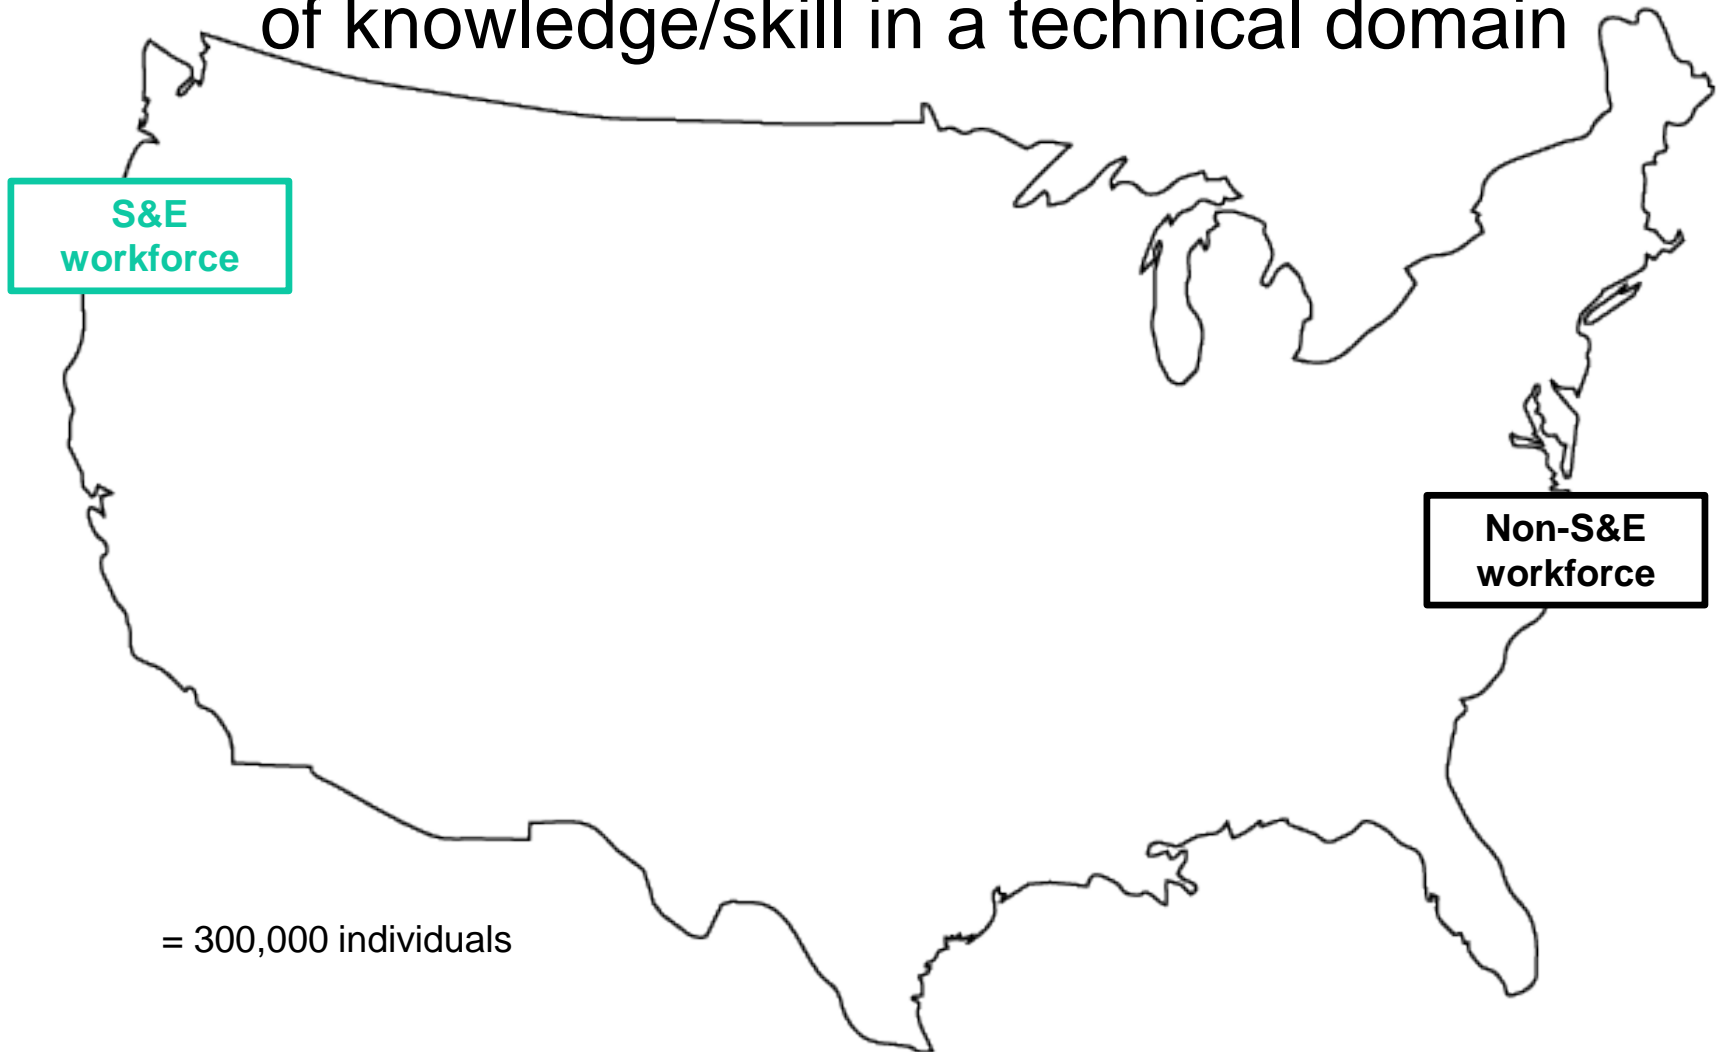 of knowledge/skill in a technical domain
S&E
workforce
Non-S&E
workforce
= 300,000 individuals